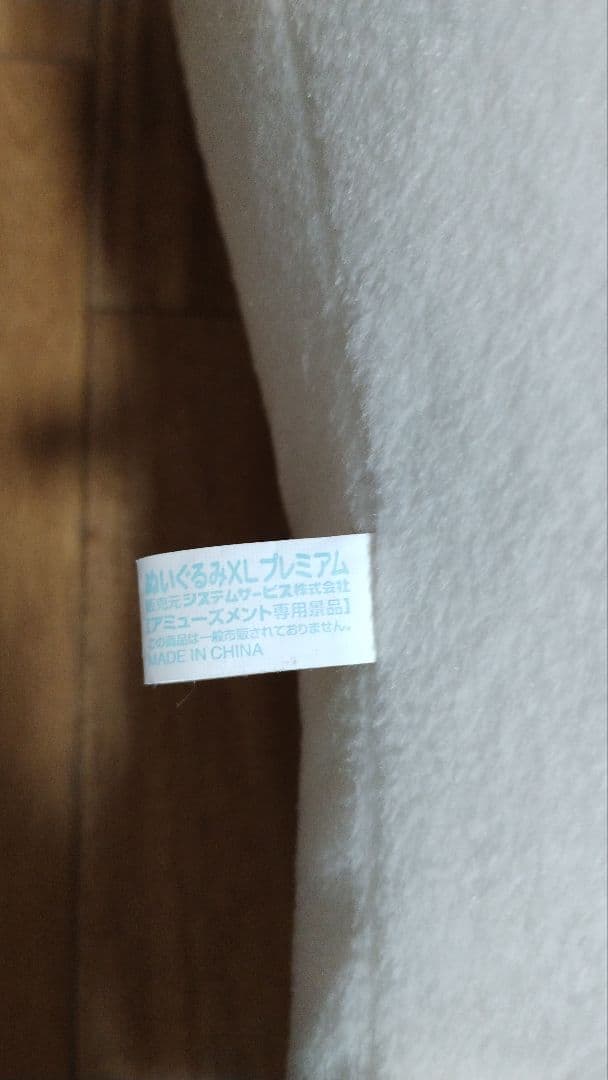 ぬいぐるみXLプレミアム
販売元システムサービス株式会社
[アミューズメント専用景品]
この商品は一般市販されておりません。
MADE IN CHINA